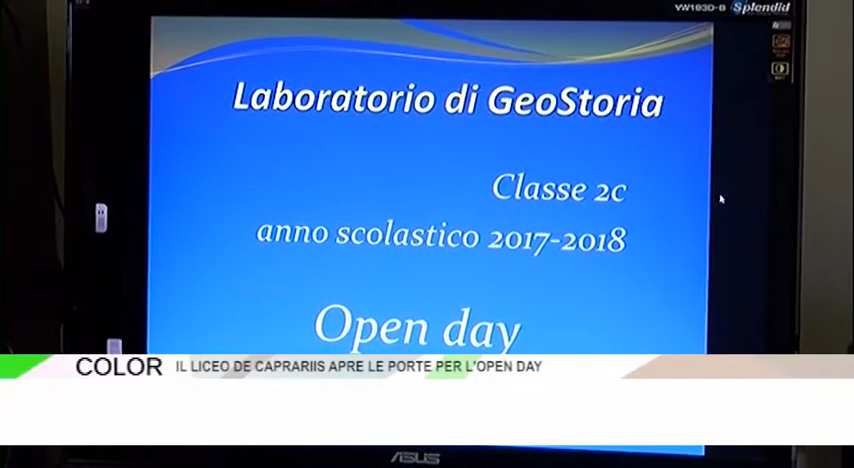 VW193D-B Splendid
Laboratorio di GeoStoria
Classe 2c
anno scolastico 2017-2018
Open day
COLOR IL LICEO DE CAPRARIIS APRE LE PORTE PER L'OPEN DAY
ASUS